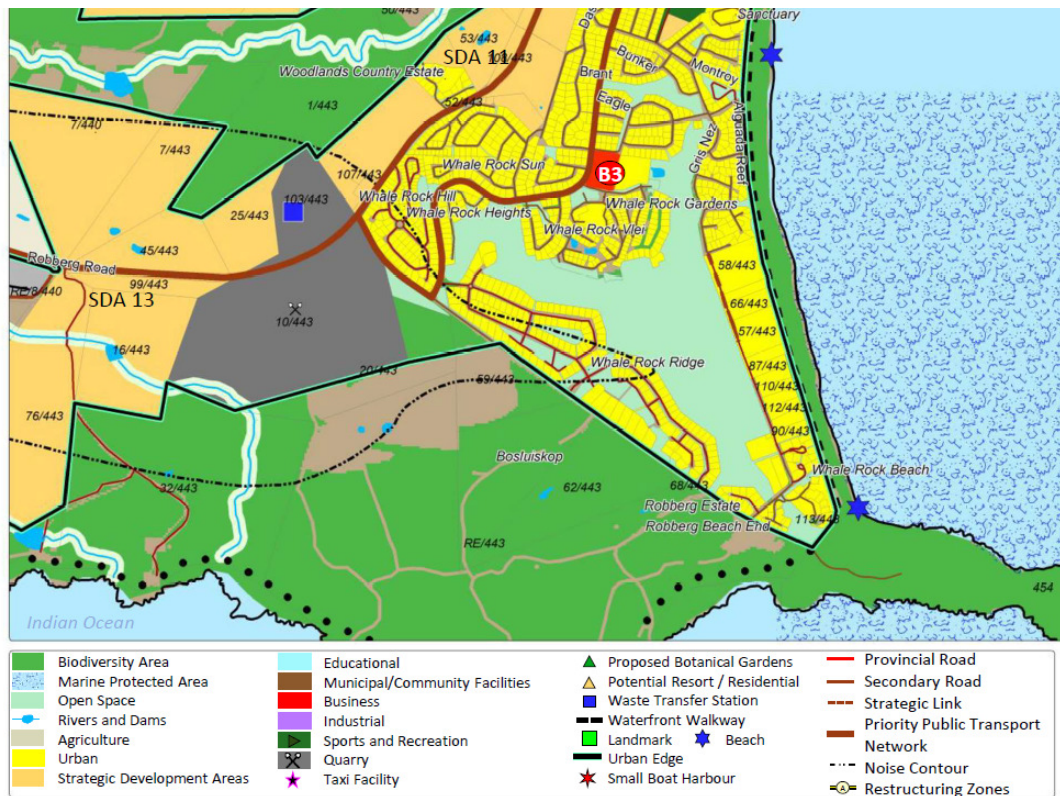 50/443
Sanctuary
53/443
SDA 11
Das
Bunker
Woodlands Country Estate
Brant
Montroy
52/443
Eagle
1/443
Alguada Reef
7/440
Gris Nez
7/443
Whale Rock Sun
B3
107/443
103/443
Whale Rock Hill
Whale Rock Gardens
25/443
Whale Rock Heights
Whale Rock Vlei
45/443
Robberg Road
58/443
99/443
RE/8/440
SDA 13
66/443
10/443
57/443
16/443
Whale Rock Ridge
87/443
20/443
59/443
110/443
76/443
112/443
90/443
Bosluiskop
Whale Rock Beach
32/443
62/443
68/443
Robberg Estate
113/443
Robberg Beach End
RE/443
454
Indian Ocean
Biodiversity Area
Marine Protected Area
Open Space
Rivers and Dams
Agriculture
Urban
Strategic Development Areas
Educational
Municipal/Community Facilities
Business
Industrial
Sports and Recreation
Quarry
Taxi Facility
Proposed Botanical Gardens
Potential Resort / Residential
Waste Transfer Station
Waterfront Walkway
Landmark
Beach
Urban Edge
Small Boat Harbour
Provincial Road
Secondary Road
Strategic Link
Priority Public Transport
Network
Noise Contour
A
Restructuring Zones